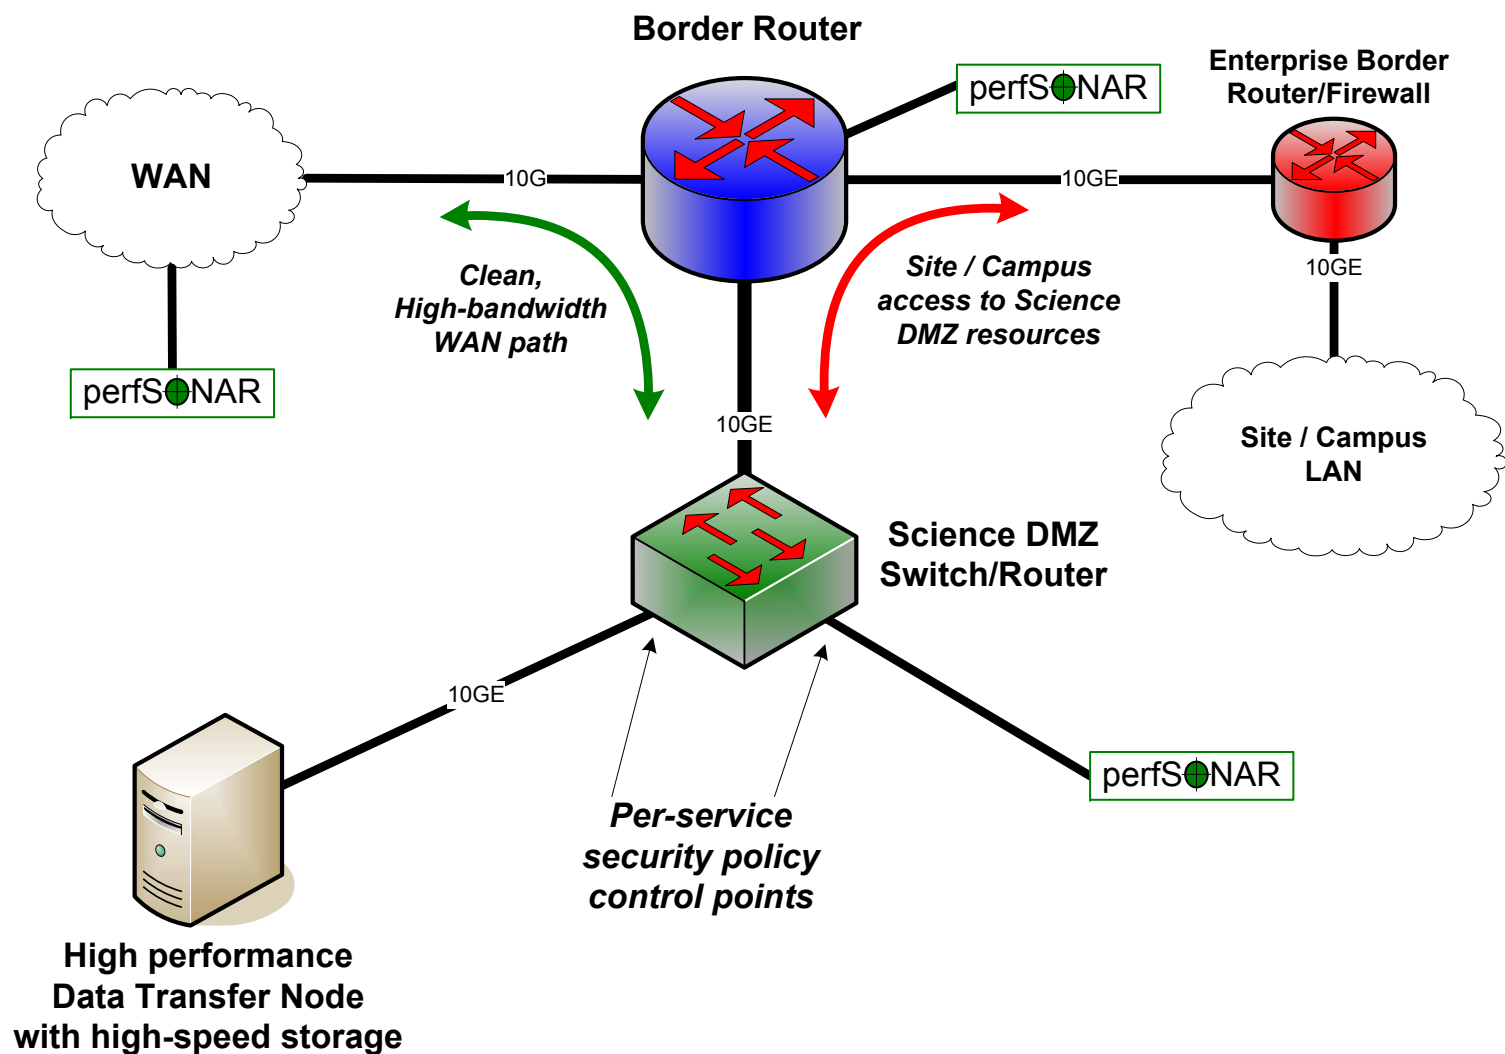 Border Router
perfSONAR
Enterprise Border
Router/Firewall
WAN
10G
10GE
Clean,
High-bandwidth
WAN path
Site / Campus
access to Science
DMZ resources
10GE
perfSONAR
10GE
Site / Campus
LAN
Science DMZ
Switch/Router
10GE
perfSONAR
Per-service
security policy
control points
High performance
Data Transfer Node
with high-speed storage